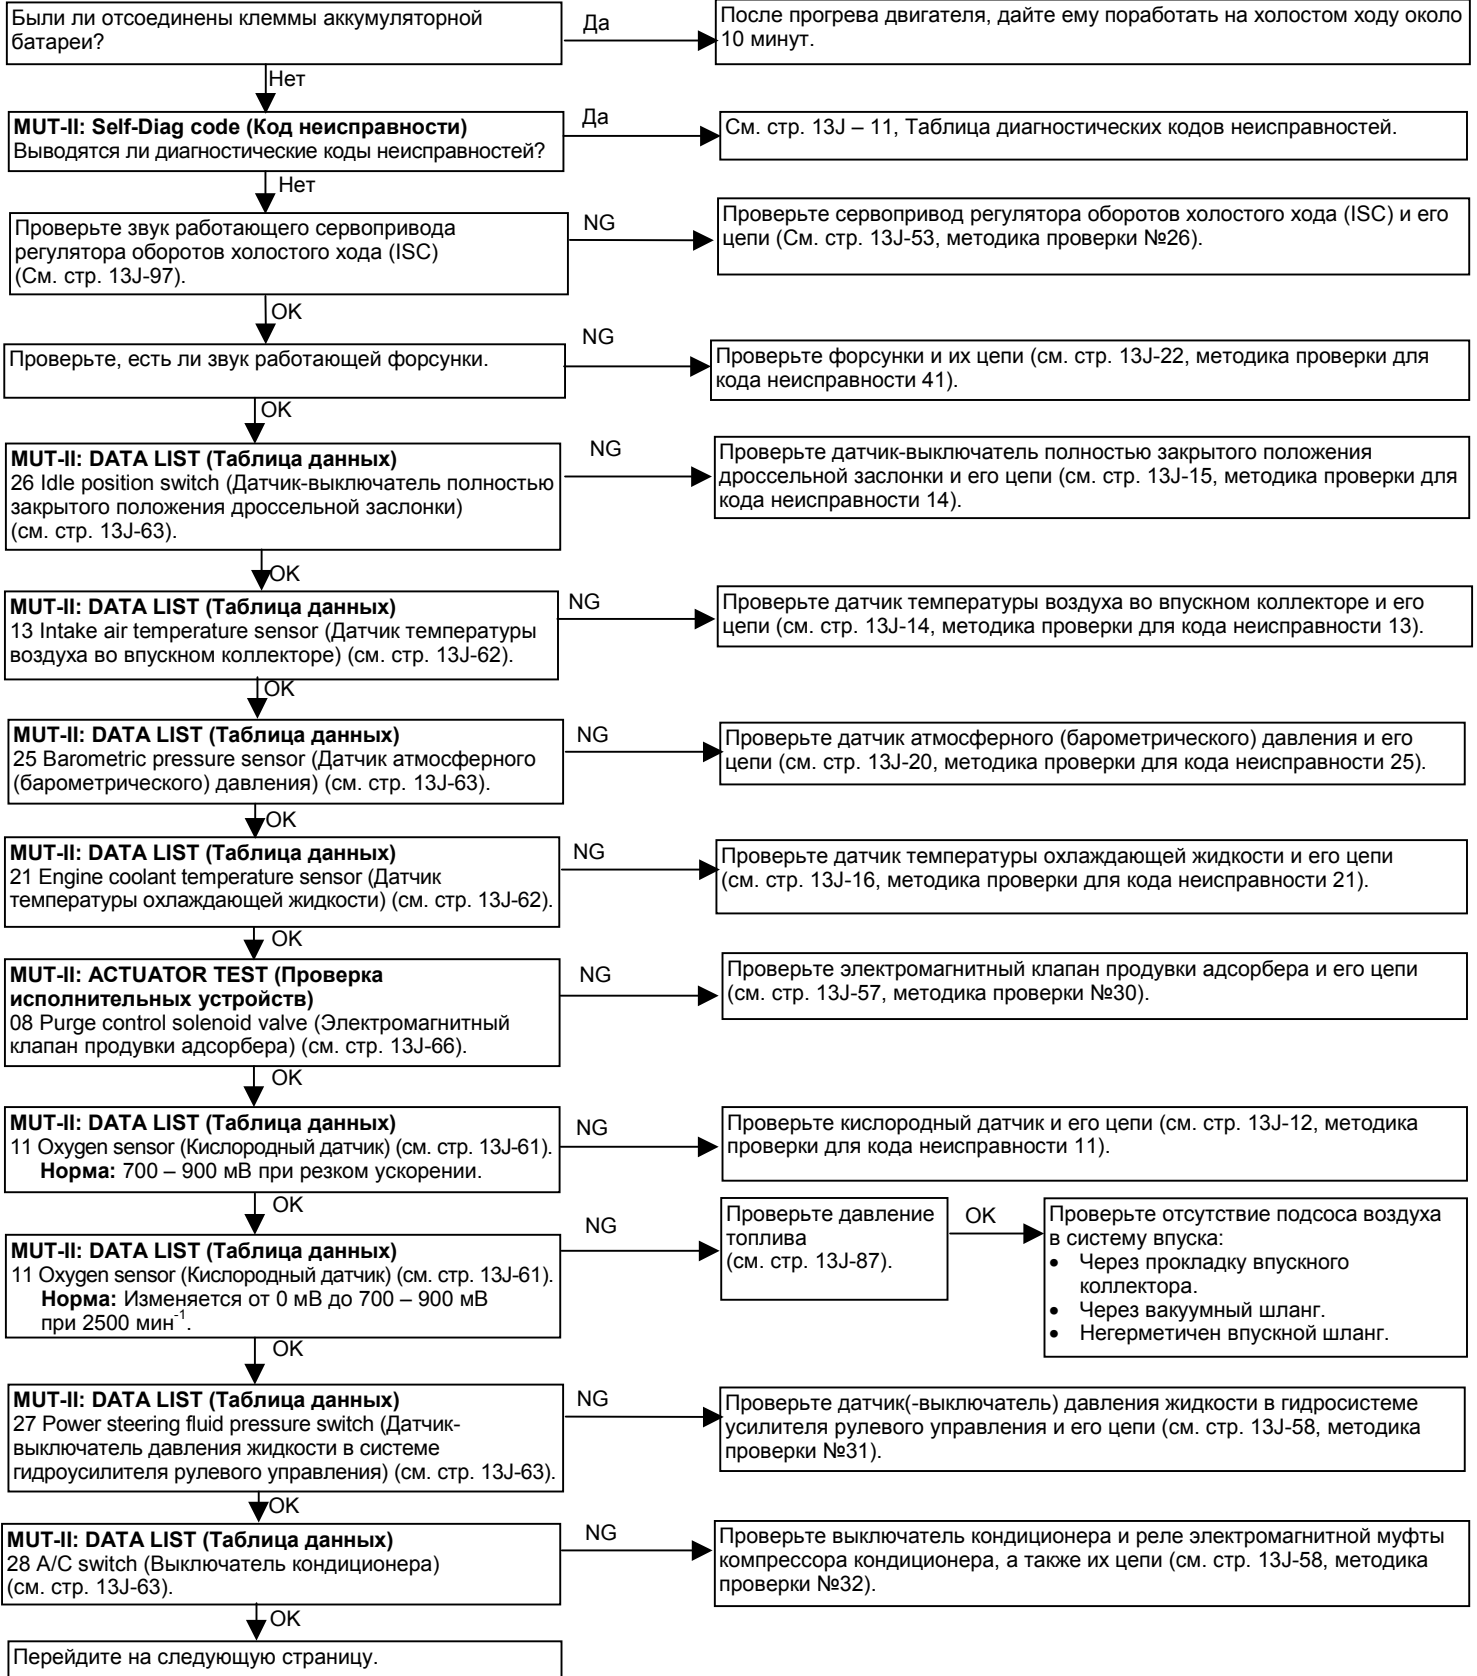 Были ли отсоединены клеммы аккумуляторной
батареи?
Да
После прогрева двигателя, дайте ему поработать на холостом ходу около
10 минут.
Нет
MUT-II: Self-Diag code (Код неисправности)
Выводятся ли диагностические коды неисправностей?
Да
См. стр. 13J – 11, Таблица диагностических кодов неисправностей.
Нет
Проверьте звук работающего сервопривода
регулятора оборотов холостого хода (ISC)
(См. стр. 13J-97).
NG
Проверьте сервопривод регулятора оборотов холостого хода (ISC) и его
цепи (См. стр. 13J-53, методика проверки №26).
OK
Проверьте, есть ли звук работающей форсунки.
NG
Проверьте форсунки и их цепи (см. стр. 13J-22, методика проверки для
кода неисправности 41).
OK
MUT-II: DATA LIST (Таблица данных)
26 Idle position switch (Датчик-выключатель полностью
закрытого положения дроссельной заслонки)
(см. стр. 13J-63).
NG
Проверьте датчик-выключатель полностью закрытого положения
дроссельной заслонки и его цепи (см. стр. 13J-15, методика проверки для
кода неисправности 14).
OK
MUT-II: DATA LIST (Таблица данных)
13 Intake air temperature sensor (Датчик температуры
воздуха во впускном коллекторе) (см. стр. 13J-62).
NG
Проверьте датчик температуры воздуха во впускном коллекторе и его
цепи (см. стр. 13J-14, методика проверки для кода неисправности 13).
OK
MUT-II: DATA LIST (Таблица данных)
25 Barometric pressure sensor (Датчик атмосферного
(барометрического) давления) (см. стр. 13J-63).
NG
Проверьте датчик атмосферного (барометрического) давления и его
цепи (см. стр. 13J-20, методика проверки для кода неисправности 25).
OK
MUT-II: DATA LIST (Таблица данных)
21 Engine coolant temperature sensor (Датчик
температуры охлаждающей жидкости) (см. стр. 13J-62).
NG
Проверьте датчик температуры охлаждающей жидкости и его цепи
(см. стр. 13J-16, методика проверки для кода неисправности 21).
OK
MUT-II: ACTUATOR TEST (Проверка
исполнительных устройств)
08 Purge control solenoid valve (Электромагнитный
клапан продувки адсорбера) (см. стр. 13J-66).
NG
Проверьте электромагнитный клапан продувки адсорбера и его цепи
(см. стр. 13J-57, методика проверки №30).
OK
MUT-II: DATA LIST (Таблица данных)
11 Oxygen sensor (Кислородный датчик) (см. стр. 13J-61).
Норма: 700 – 900 мВ при резком ускорении.
NG
Проверьте кислородный датчик и его цепи (см. стр. 13J-12, методика
проверки для кода неисправности 11).
OK
MUT-II: DATA LIST (Таблица данных)
11 Oxygen sensor (Кислородный датчик) (см. стр. 13J-61).
Норма: Изменяется от 0 мВ до 700 – 900 мВ
при 2500 мин⁻¹.
NG
Проверьте давление
топлива
(см. стр. 13J-87).
OK
Проверьте отсутствие подсоса воздуха
в систему впуска:
• Через прокладку впускного
коллектора.
• Через вакуумный шланг.
• Негерметичен впускной шланг.
OK
MUT-II: DATA LIST (Таблица данных)
27 Power steering fluid pressure switch (Датчик-
выключатель давления жидкости в системе
гидроусилителя рулевого управления) (см. стр. 13J-63).
NG
Проверьте датчик(-выключатель) давления жидкости в гидросистеме
усилителя рулевого управления и его цепи (см. стр. 13J-58, методика
проверки №31).
OK
MUT-II: DATA LIST (Таблица данных)
28 A/C switch (Выключатель кондиционера)
(см. стр. 13J-63).
NG
Проверьте выключатель кондиционера и реле электромагнитной муфты
компрессора кондиционера, а также их цепи (см. стр. 13J-58, методика
проверки №32).
OK
Перейдите на следующую страницу.